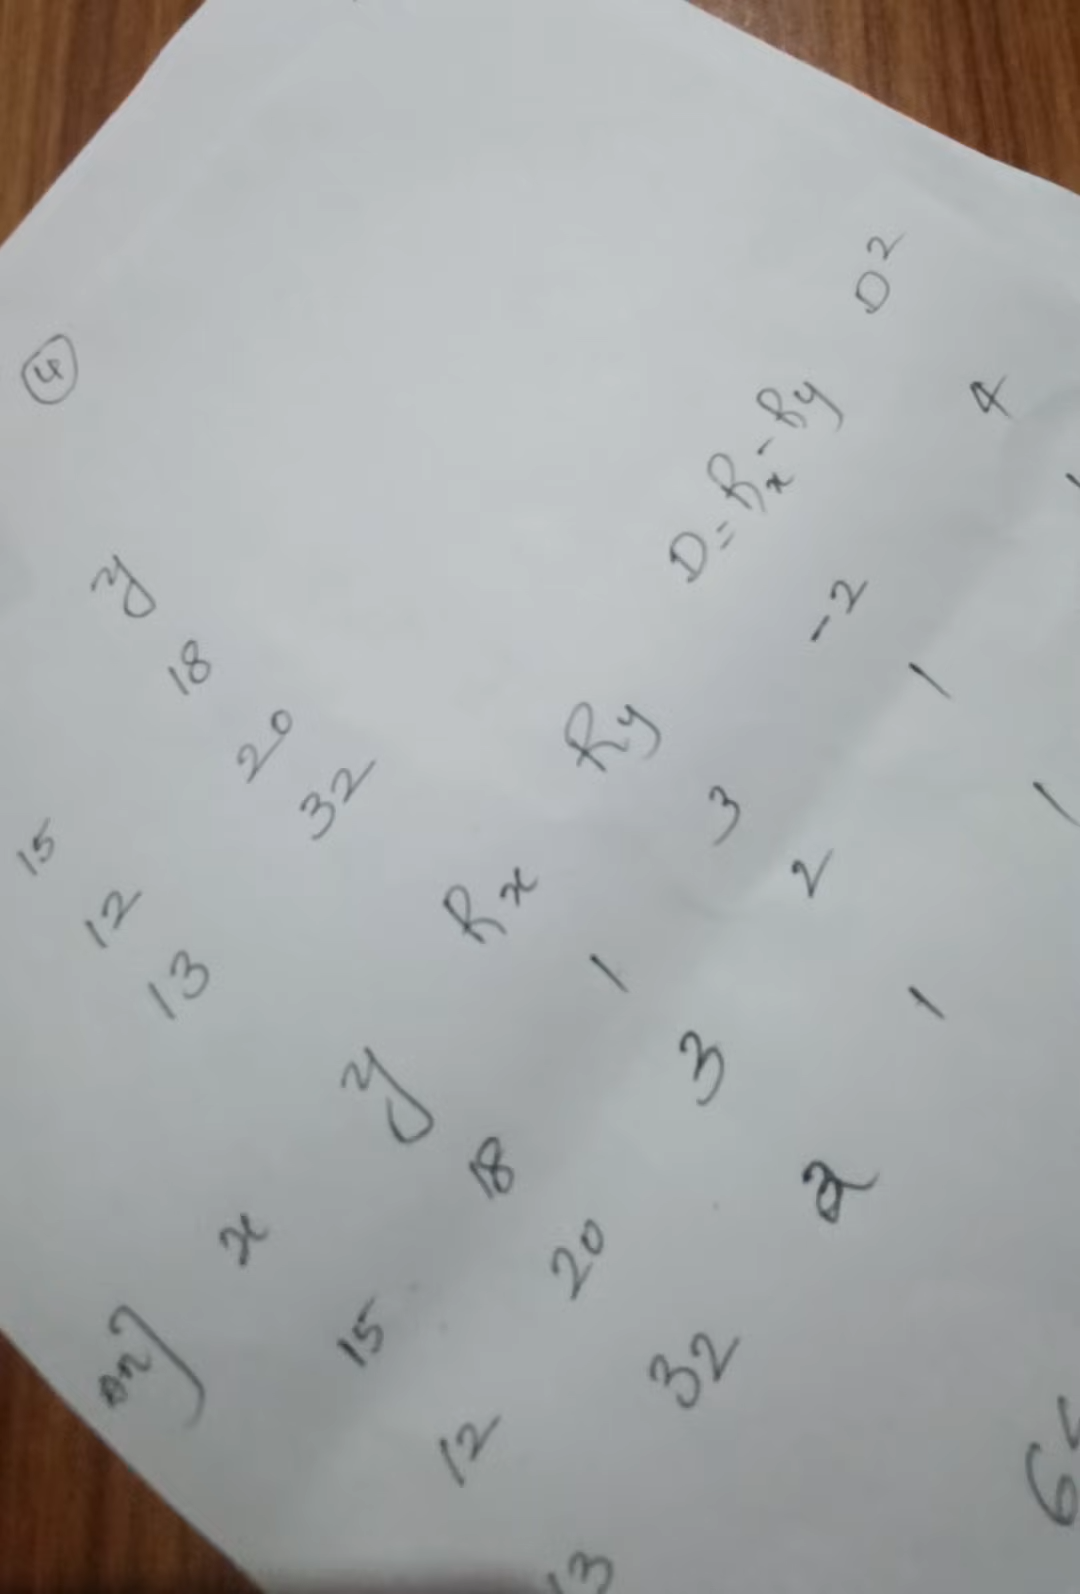 4
y
15 18
12 20
13 32
An) x y Rx Ry D=Rx-Ry D²
15 18 1 3 -2 4
12 20 3 2 1
13 32 2 1 1